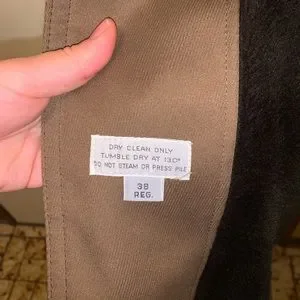 DRY CLEAN ONLY
TUMBLE DRY AT 130°
DO NOT STEAM OR PRESS PILE
38
REG.